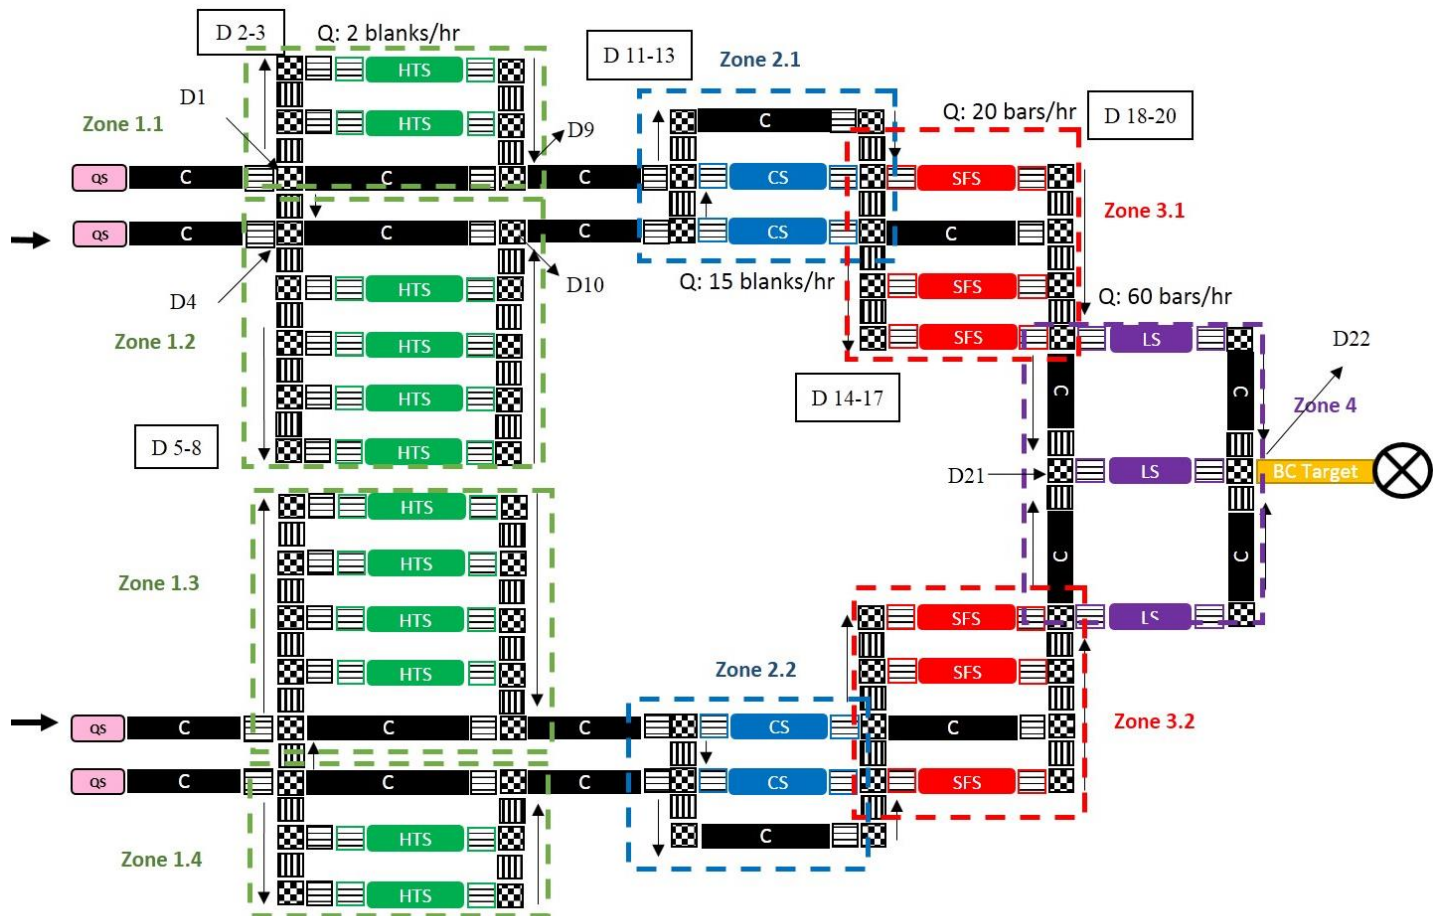 D 2-3
Q: 2 blanks/hr
HTS
D 11-13
Zone 2.1
D1
Zone 1.1
HTS
C
Q: 20 bars/hr
D 18-20
D9
QS
C
C
C
CS
SFS
Zone 3.1
QS
C
C
C
CS
C
D10
D4
HTS
Q: 15 blanks/hr
SFS
Q: 60 bars/hr
Zone 1.2
HTS
SFS
LS
D22
HTS
D 14-17
C
C
Zone 4
D 5-8
HTS
D21
LS
BC Target
HTS
C
C
Zone 1.3
HTS
HTS
SFS
LS
HTS
Zone 2.2
SFS
QS
C
C
C
CS
C
Zone 3.2
QS
C
C
C
CS
SFS
Zone 1.4
HTS
C
HTS